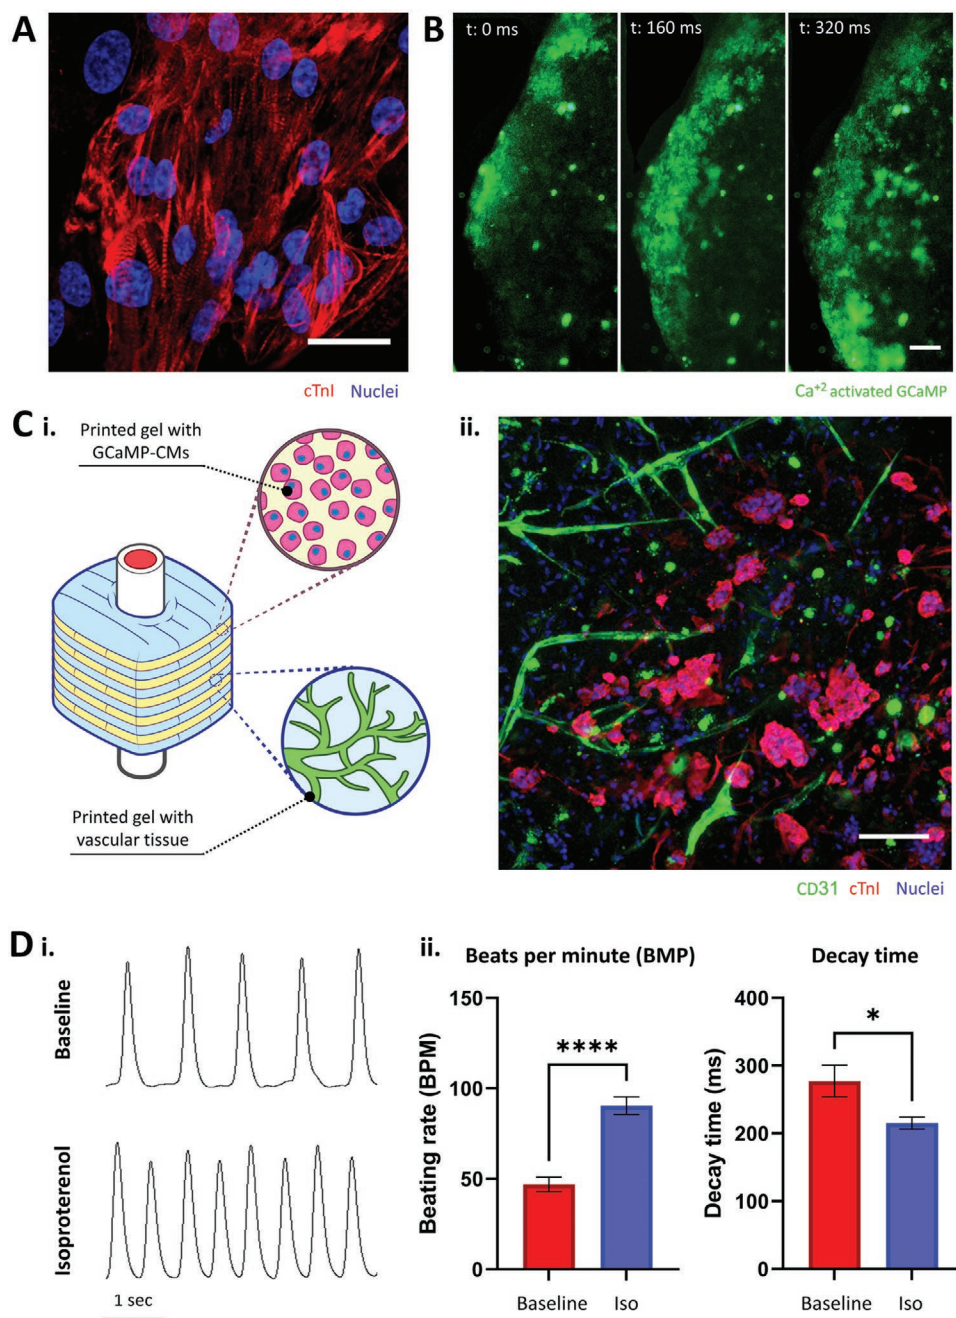 A
cTnI Nuclei
B
t: 0 ms
t: 160 ms
t: 320 ms
Ca+2 activated GCaMP
C i.
Printed gel with
GCaMP-CMs
Printed gel with
vascular tissue
ii.
CD31 cTnI Nuclei
D i.
Baseline
Isoproterenol
1 sec
ii.
Beats per minute (BMP)
Beating rate (BPM)
150
100
50
0
****
Baseline
Iso
Decay time
Decay time (ms)
400
300
200
100
0
*
Baseline
Iso